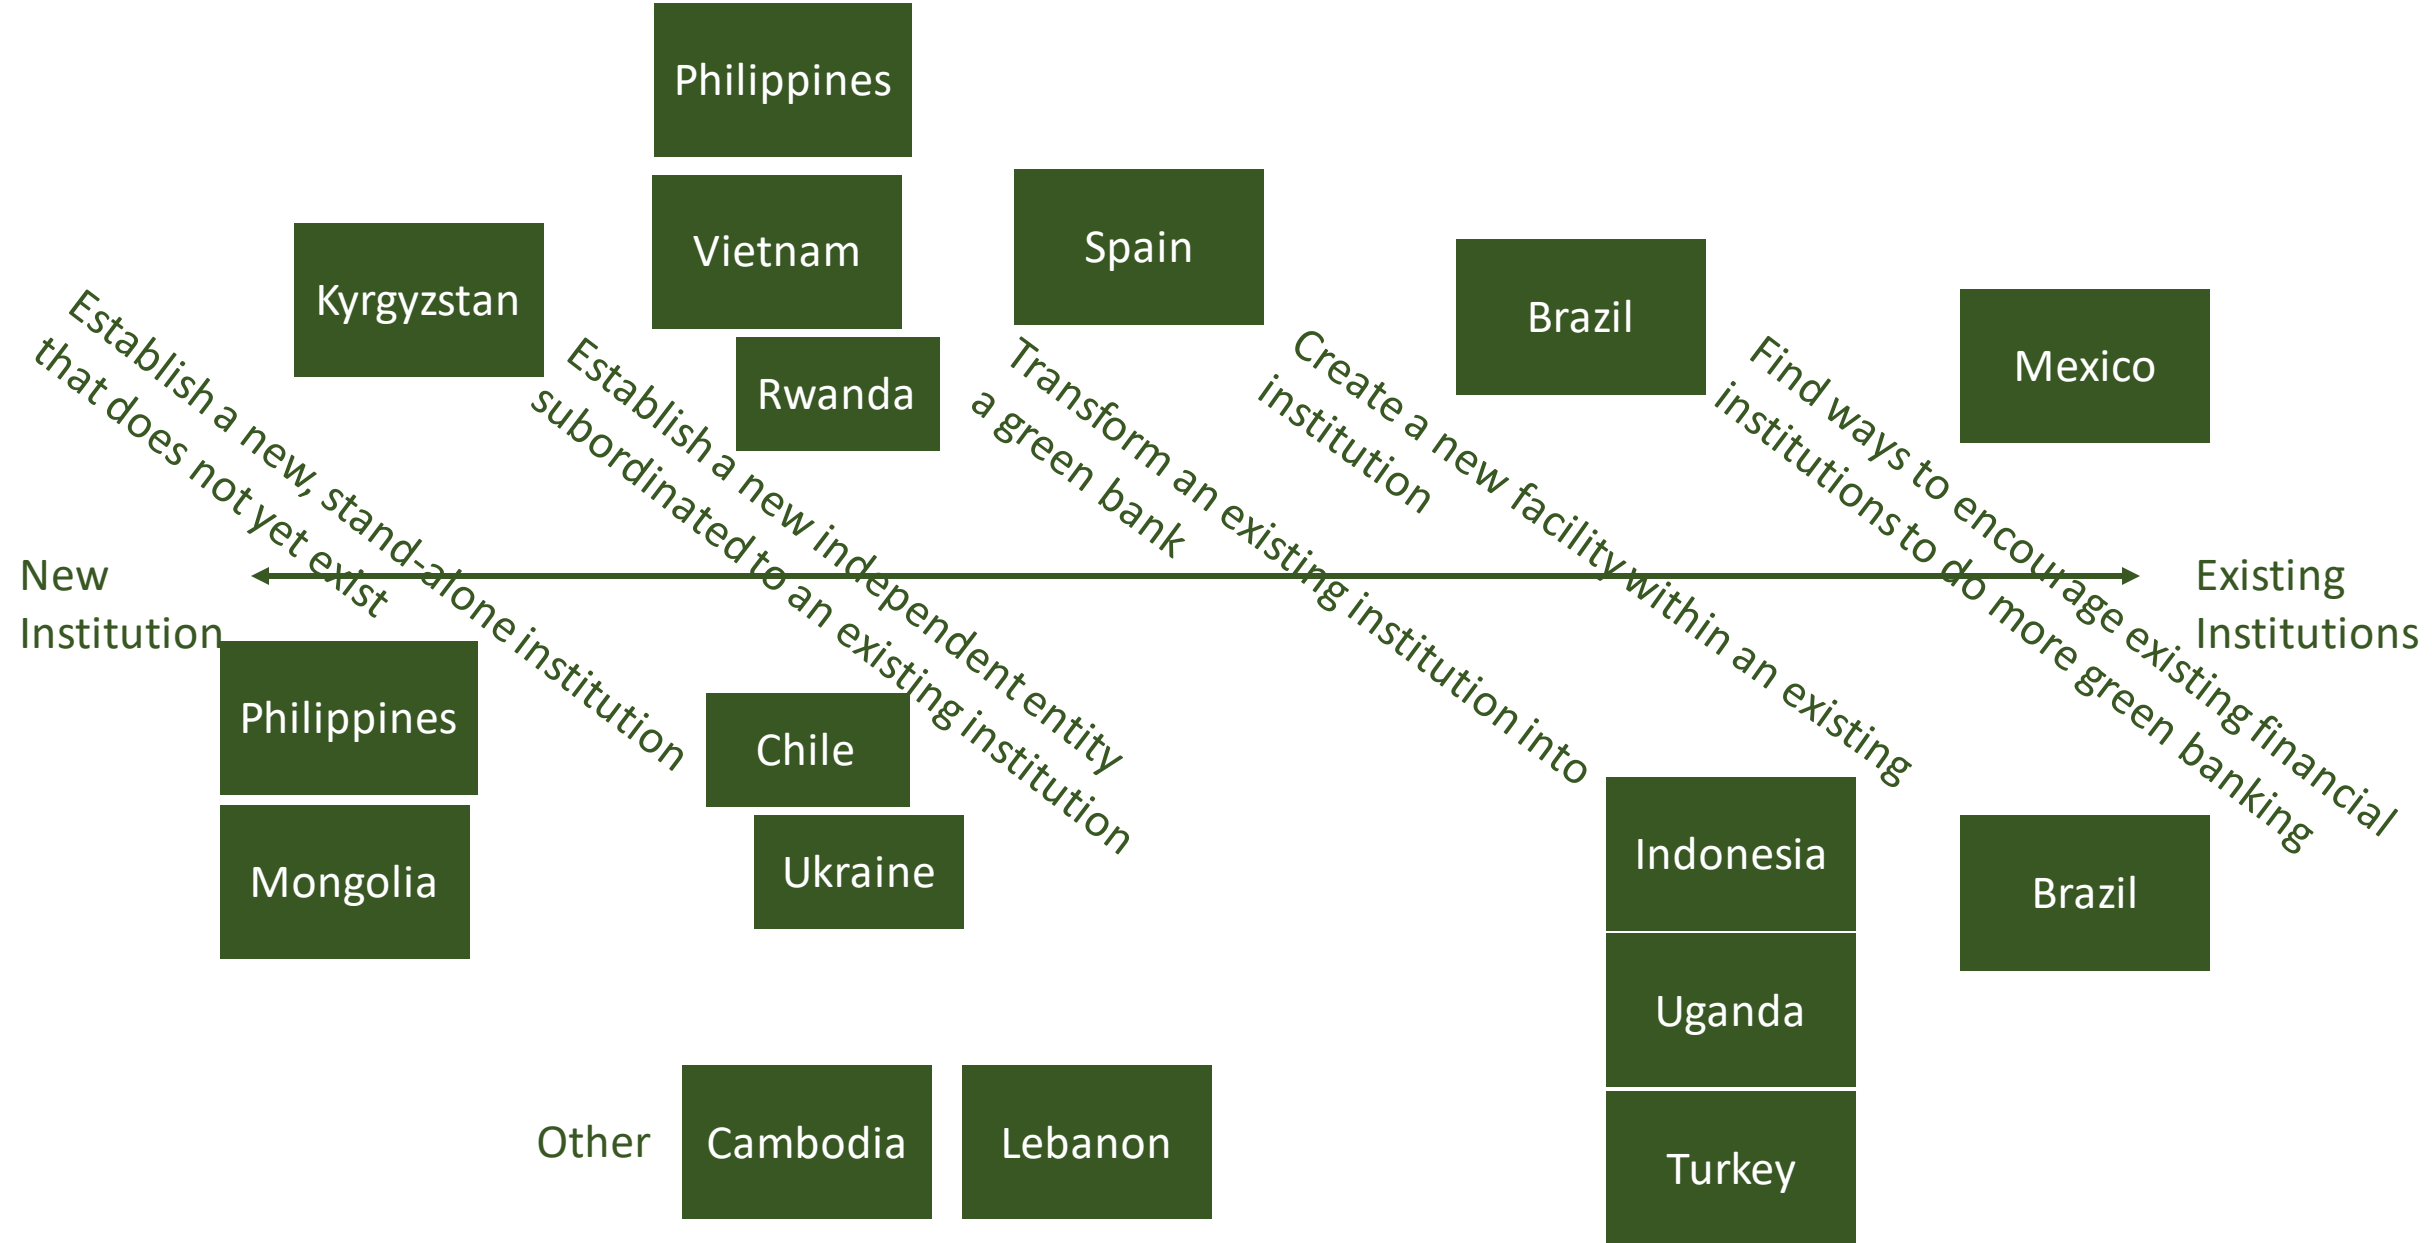 Philippines
Vietnam
Spain
Kyrgyzstan
Brazil
Mexico
Rwanda
Establish a new, stand-alone institution
that does not yet exist
Establish a new independent entity
subordinated to an existing institution
Transform an existing institution into
a green bank
Create a new facility within an existing
institution
Find ways to encourage existing financial
institutions to do more green banking
New
Institution
Existing
Institutions
Philippines
Mongolia
Chile
Ukraine
Indonesia
Uganda
Turkey
Brazil
Other
Cambodia
Lebanon